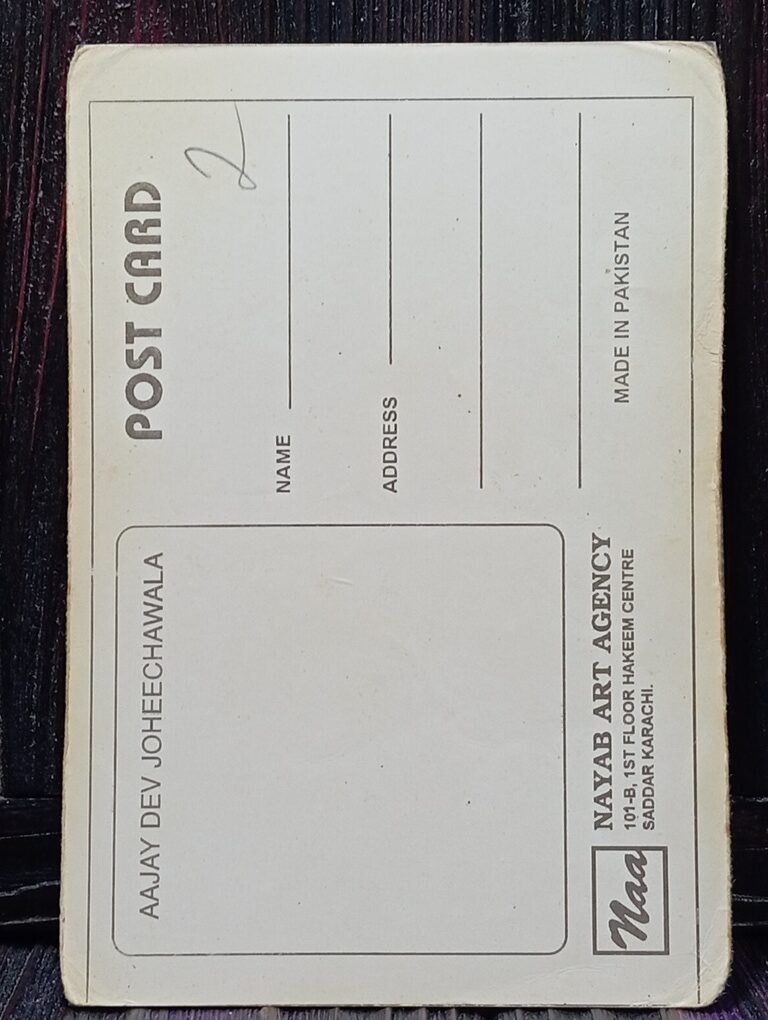 AAJAY DEV JOHEECHAWALA
POST CARD
2
NAME
ADDRESS
Naa
NAYAB ART AGENCY
101-B, 1ST FLOOR HAKEEM CENTRE
SADDAR KARACHI.
MADE IN PAKISTAN